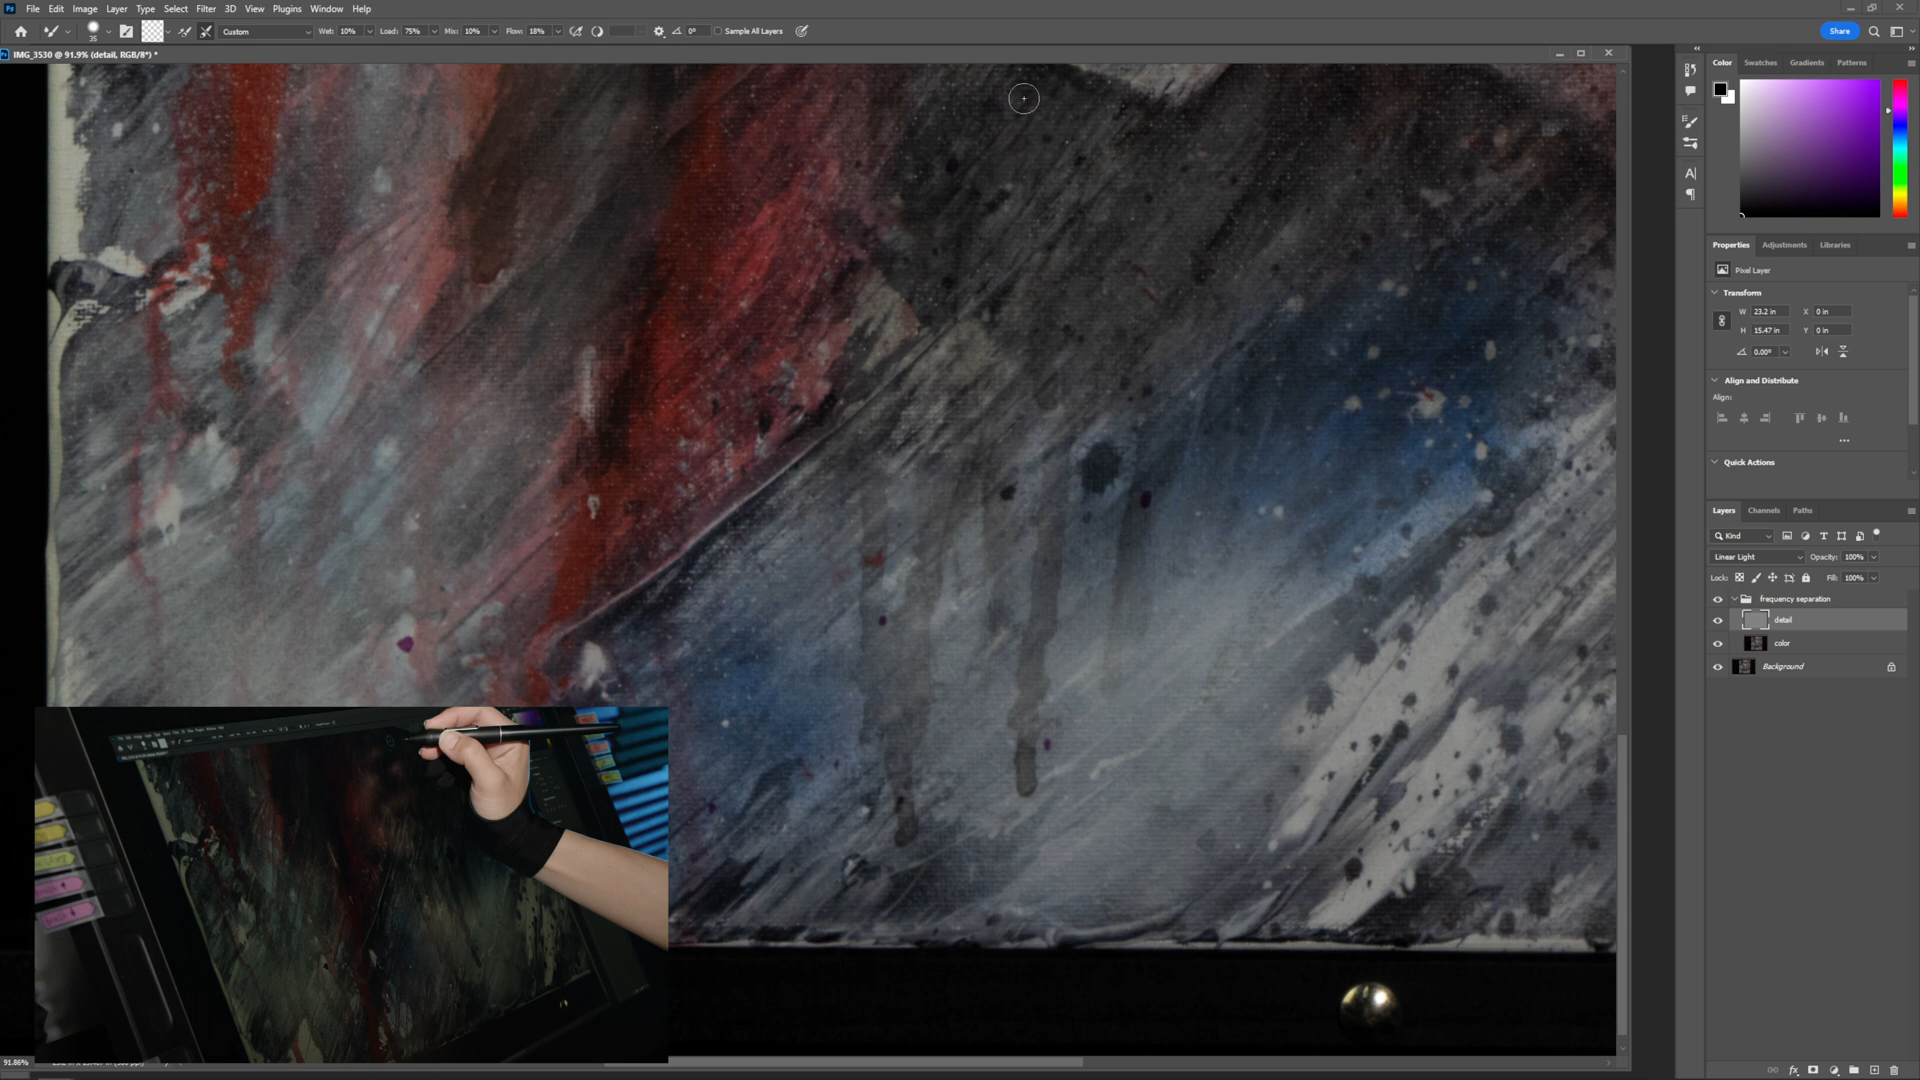 Ps File Edit Image Layer Type Select Filter 3D View Plugins Window Help
35 Custom Wet: 10% Load: 75% Mix: 10% Flow: 18% 0° Sample All Layers Share
IMG_3530 @ 91.9% (detail, RGB/8*) *
Color Swatches Gradients Patterns
Properties Adjustments Libraries
Pixel Layer
Transform
W 23.2 in X 0 in
H 15.47 in Y 0 in
0.00°
Align and Distribute
Align:
Quick Actions
Layers Channels Paths
Kind
Linear Light Opacity: 100%
Lock: Fill: 100%
frequency separation
detail
color
Background
91.86%